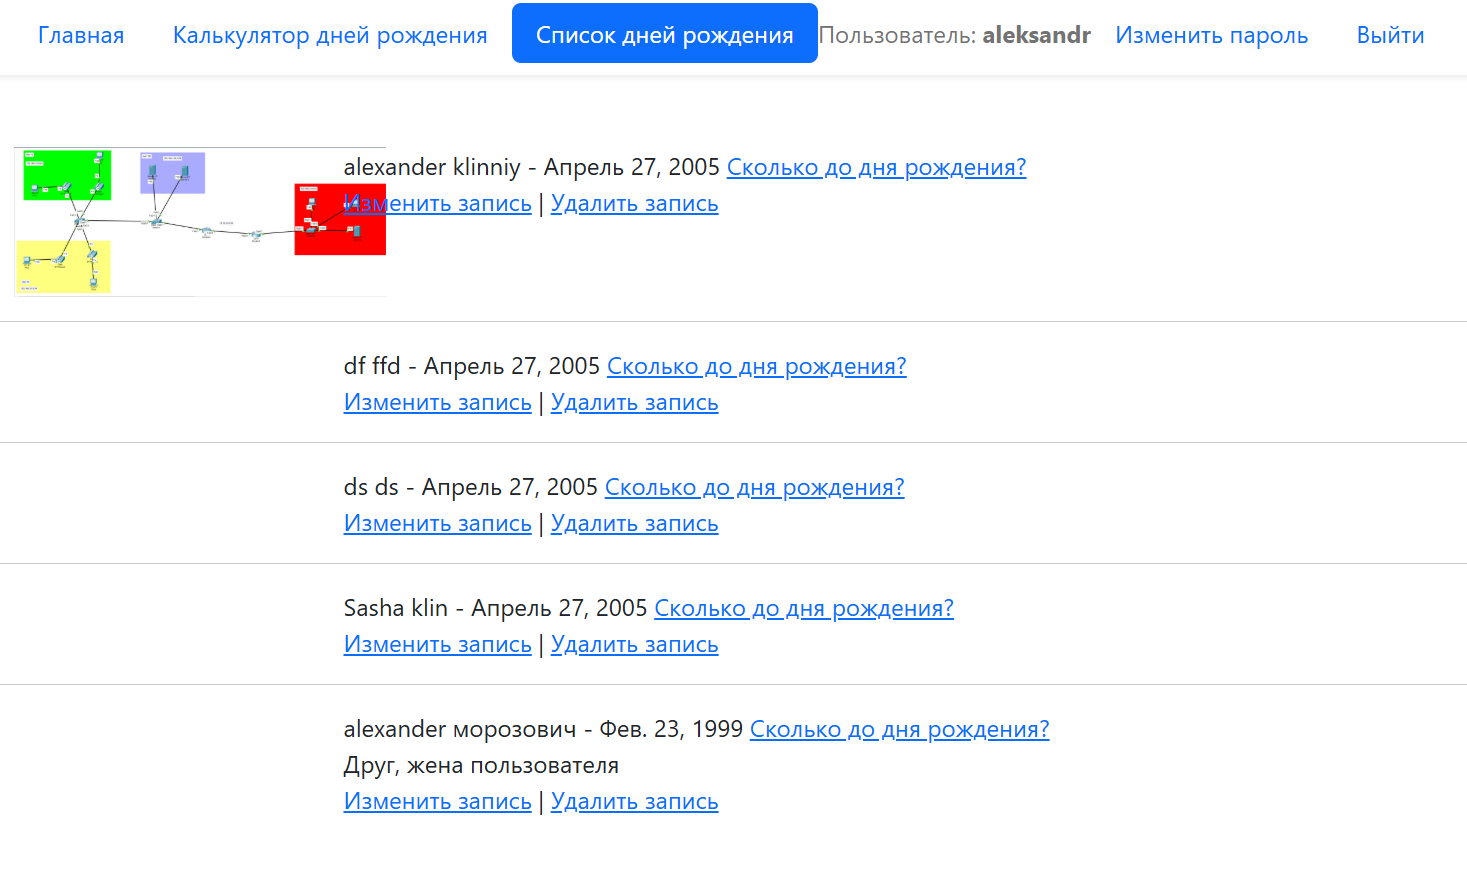 Главная Калькулятор дней рождения Список дней рождения Пользователь: aleksandr Изменить пароль Выйти
alexander klinniy - Апрель 27, 2005 Сколько до дня рождения?
Изменить запись | Удалить запись
df ffd - Апрель 27, 2005 Сколько до дня рождения?
Изменить запись | Удалить запись
ds ds - Апрель 27, 2005 Сколько до дня рождения?
Изменить запись | Удалить запись
Sasha klin - Апрель 27, 2005 Сколько до дня рождения?
Изменить запись | Удалить запись
alexander морозович - Фев. 23, 1999 Сколько до дня рождения?
Друг, жена пользователя
Изменить запись | Удалить запись